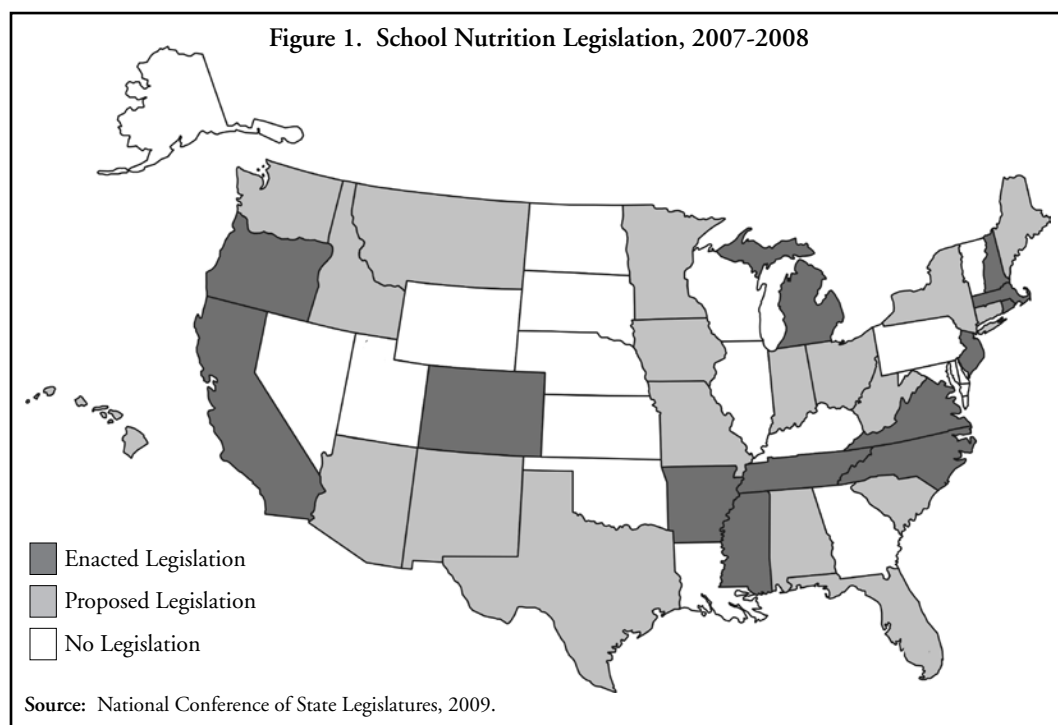 Figure 1. School Nutrition Legislation, 2007-2008
Enacted Legislation
Proposed Legislation
No Legislation
Source: National Conference of State Legislatures, 2009.